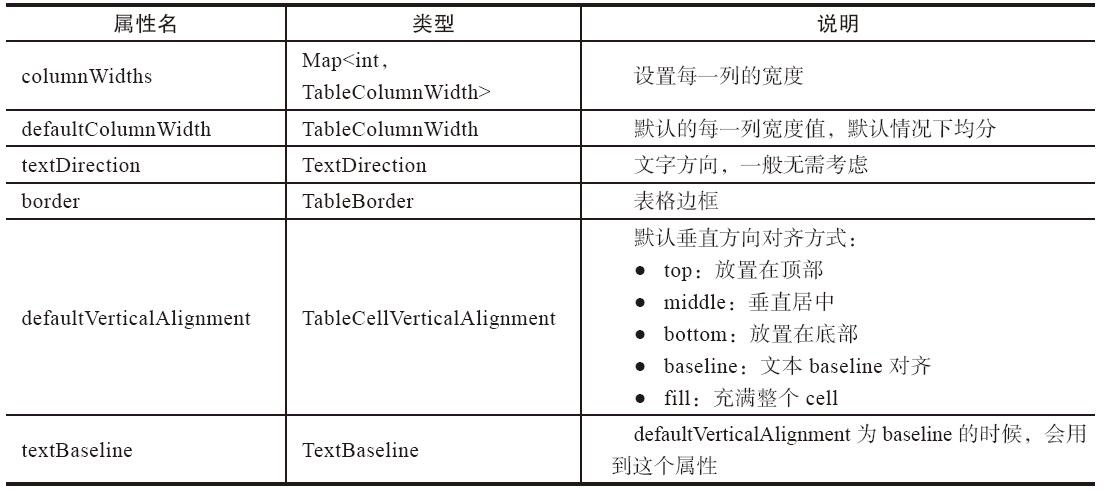 属性名 类型 说明
columnWidths Map<int, 设置每一列的宽度
TableColumnWidth>
defaultColumnWidth TableColumnWidth 默认的每一列宽度值，默认情况下均分
textDirection TextDirection 文字方向，一般无需考虑
border TableBorder 表格边框
defaultVerticalAlignment TableCellVerticalAlignment 默认垂直方向对齐方式：
● top：放置在顶部
● middle：垂直居中
● bottom：放置在底部
● baseline：文本 baseline 对齐
● fill：充满整个 cell
textBaseline TextBaseline defaultVerticalAlignment 为 baseline 的时候，会用
到这个属性